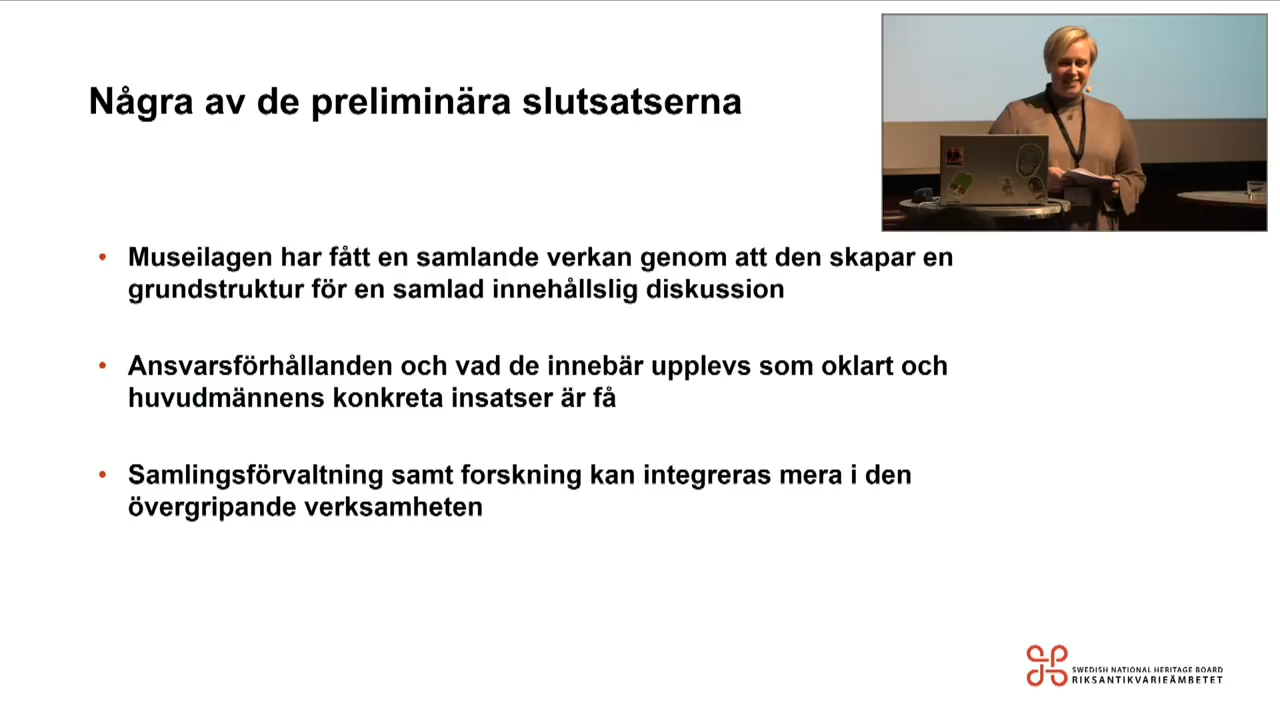 Några av de preliminära slutsatserna
• Museilagen har fått en samlande verkan genom att den skapar en
grundstruktur för en samlad innehållslig diskussion
• Ansvarsförhållanden och vad de innebär upplevs som oklart och
huvudmännens konkreta insatser är få
• Samlingsförvaltning samt forskning kan integreras mera i den
övergripande verksamheten
SWEDISH NATIONAL HERITAGE BOARD
RIKSANTIKVARIEÄMBETET